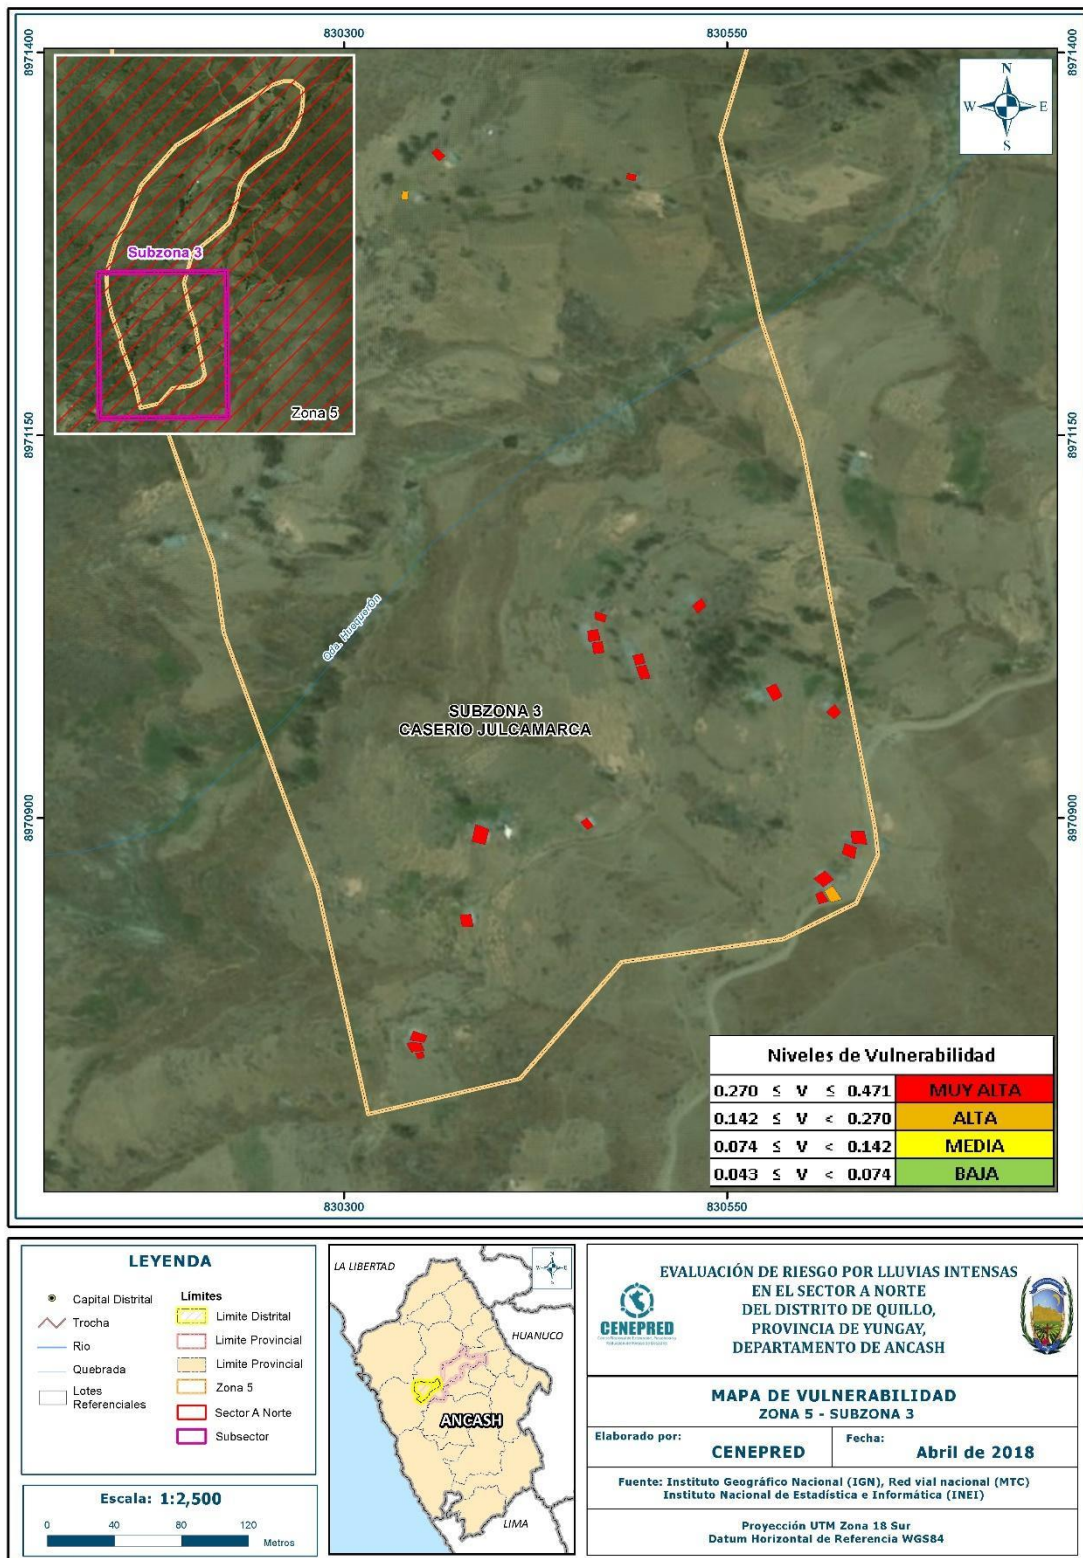 830300
830550
8971400
8971400
N
W
E
S
Subzona 3
Zona 5
8971150
8971150
Qda. Huaquerón
SUBZONA 3
CASERIO JULCAMARCA
8970900
8970900
Niveles de Vulnerabilidad
0.270 ≤ V ≤ 0.471 MUY ALTA
0.142 ≤ V < 0.270 ALTA
0.074 ≤ V < 0.142 MEDIA
0.043 ≤ V < 0.074 BAJA
830300
830550
LEYENDA
Capital Distrital
Trocha
Rio
Quebrada
Lotes
Referenciales
Límites
Limite Distrital
Limite Provincial
Limite Provincial
Zona 5
Sector A Norte
Subsector
Escala: 1:2,500
0 40 80 120
Metros
LA LIBERTAD
N
W
E
S
HUANUCO
ANCASH
LIMA
CENEPRED
EVALUACIÓN DE RIESGO POR LLUVIAS INTENSAS
EN EL SECTOR A NORTE
DEL DISTRITO DE QUILLO,
PROVINCIA DE YUNGAY,
DEPARTAMENTO DE ANCASH
MAPA DE VULNERABILIDAD
ZONA 5 - SUBZONA 3
Elaborado por:
CENEPRED
Fecha:
Abril de 2018
Fuente: Instituto Geográfico Nacional (IGN), Red vial nacional (MTC)
Instituto Nacional de Estadística e Informática (INEI)
Proyección UTM Zona 18 Sur
Datum Horizontal de Referencia WGS84